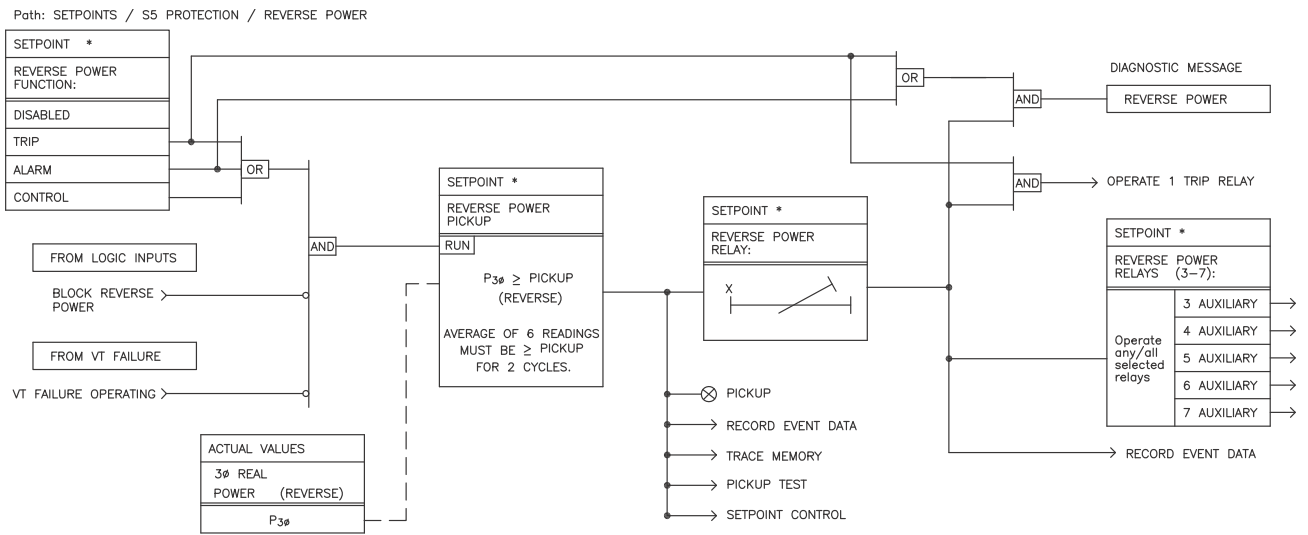 Path: SETPOINTS / S5 PROTECTION / REVERSE POWER
SETPOINT *
REVERSE POWER
FUNCTION:
DISABLED
TRIP
ALARM
CONTROL
OR
FROM LOGIC INPUTS
BLOCK REVERSE
POWER
FROM VT FAILURE
VT FAILURE OPERATING
AND
ACTUAL VALUES
3ø REAL
POWER (REVERSE)
P3ø
SETPOINT *
REVERSE POWER
PICKUP
RUN
P3ø ≥ PICKUP
(REVERSE)
AVERAGE OF 6 READINGS
MUST BE ≥ PICKUP
FOR 2 CYCLES.
SETPOINT *
REVERSE POWER
RELAY:
X
PICKUP
RECORD EVENT DATA
TRACE MEMORY
PICKUP TEST
SETPOINT CONTROL
OR
AND
DIAGNOSTIC MESSAGE
REVERSE POWER
AND
OPERATE 1 TRIP RELAY
SETPOINT *
REVERSE POWER
RELAYS (3-7):
Operate
any/all
selected
relays
3 AUXILIARY
4 AUXILIARY
5 AUXILIARY
6 AUXILIARY
7 AUXILIARY
RECORD EVENT DATA